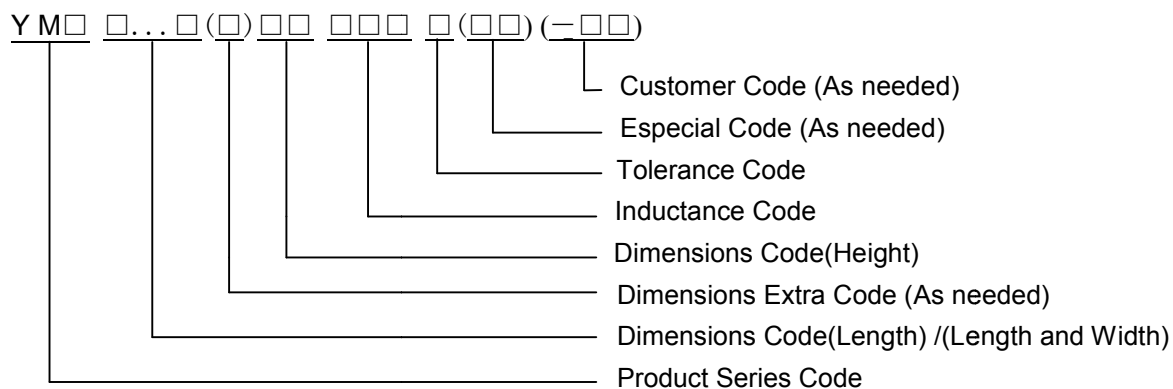 YM□ □...□(□)□□ □□□ □(□□)(-□□)
Customer Code (As needed)
Especial Code (As needed)
Tolerance Code
Inductance Code
Dimensions Code(Height)
Dimensions Extra Code (As needed)
Dimensions Code(Length) /(Length and Width)
Product Series Code